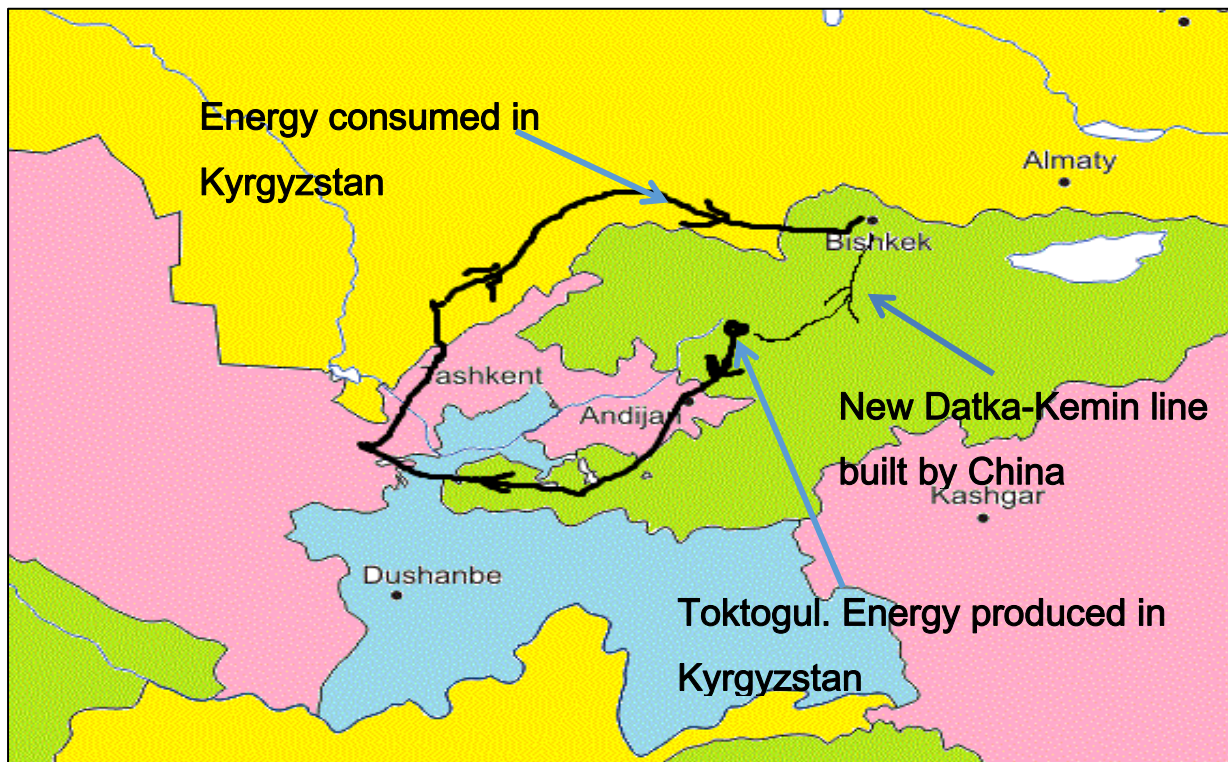 Energy consumed in
Kyrgyzstan
Almaty
Bishkek
Tashkent
Andijan
New Datka-Kemin line
built by China
Kashgar
Dushanbe
Toktogul. Energy produced in
Kyrgyzstan